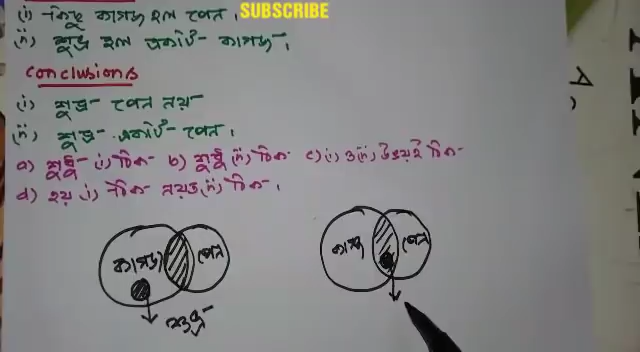 SUBSCRIBE
(i) কিছু কাগজ হল পেন।
(ii) শুভ্র হল একটি কাগজ।
Conclusions
(i) শুভ্র পেন নয়
(ii) শুভ্র একটি পেন।
a) শুধু (i) ঠিক b) শুধু (ii) ঠিক c) (i) ও (ii) উভয়ই ঠিক
d) হয় (i) ঠিক নয়ত (ii) ঠিক।
কাগজ পেন কাগজ পেন
শুভ্র